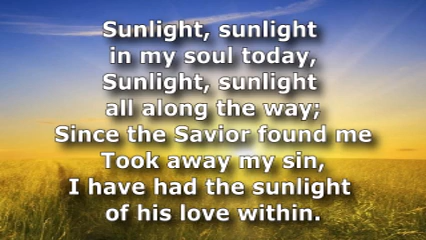 Sunlight, sunlight
in my soul today,
Sunlight, sunlight
all along the way;
Since the Savior found me
Took away my sin,
I have had the sunlight
of his love within.